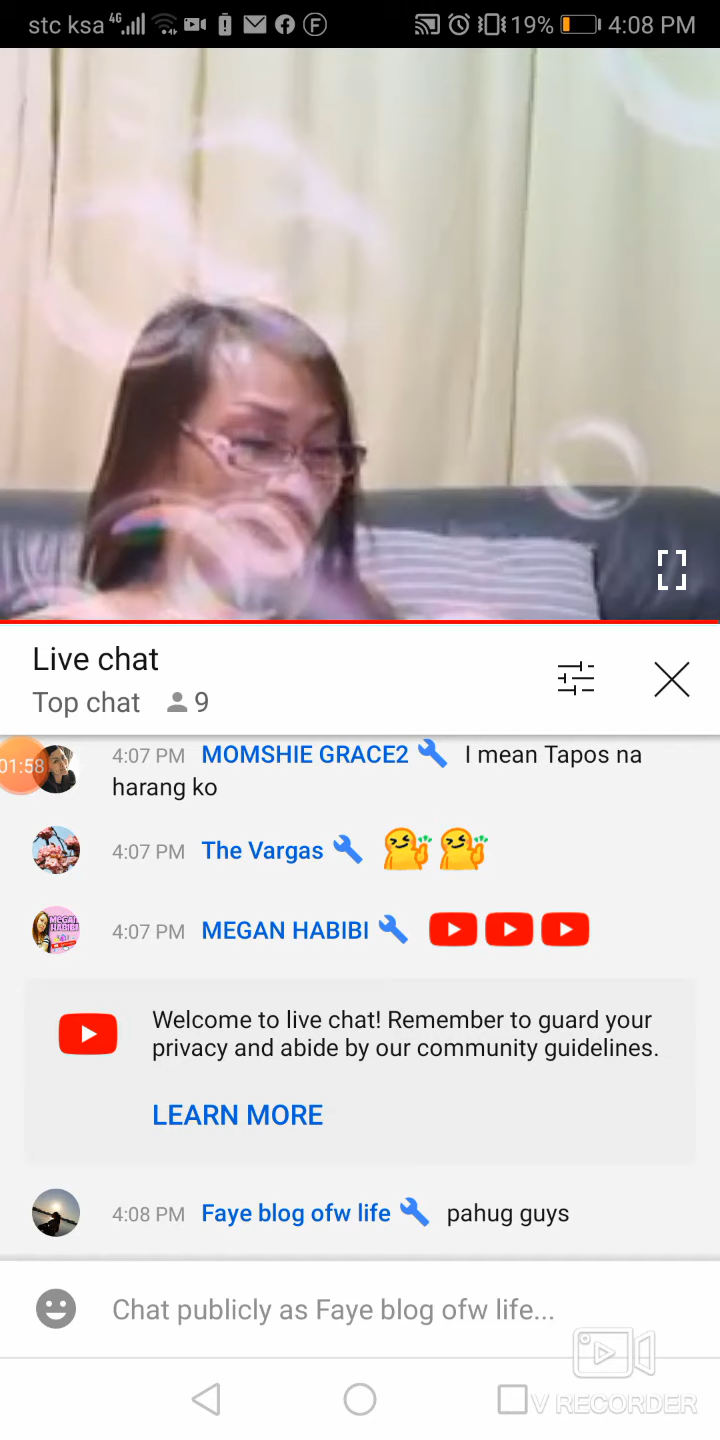 stc ksa 4G F 19% 4:08 PM
Live chat
Top chat 9
01:58
4:07 PM MOMSHIE GRACE2 I mean Tapos na
harang ko
4:07 PM The Vargas
MEGAN HABIBI
4:07 PM MEGAN HABIBI
Welcome to live chat! Remember to guard your
privacy and abide by our community guidelines.
LEARN MORE
4:08 PM Faye blog ofw life pahug guys
Chat publicly as Faye blog ofw life...
V RECORDER